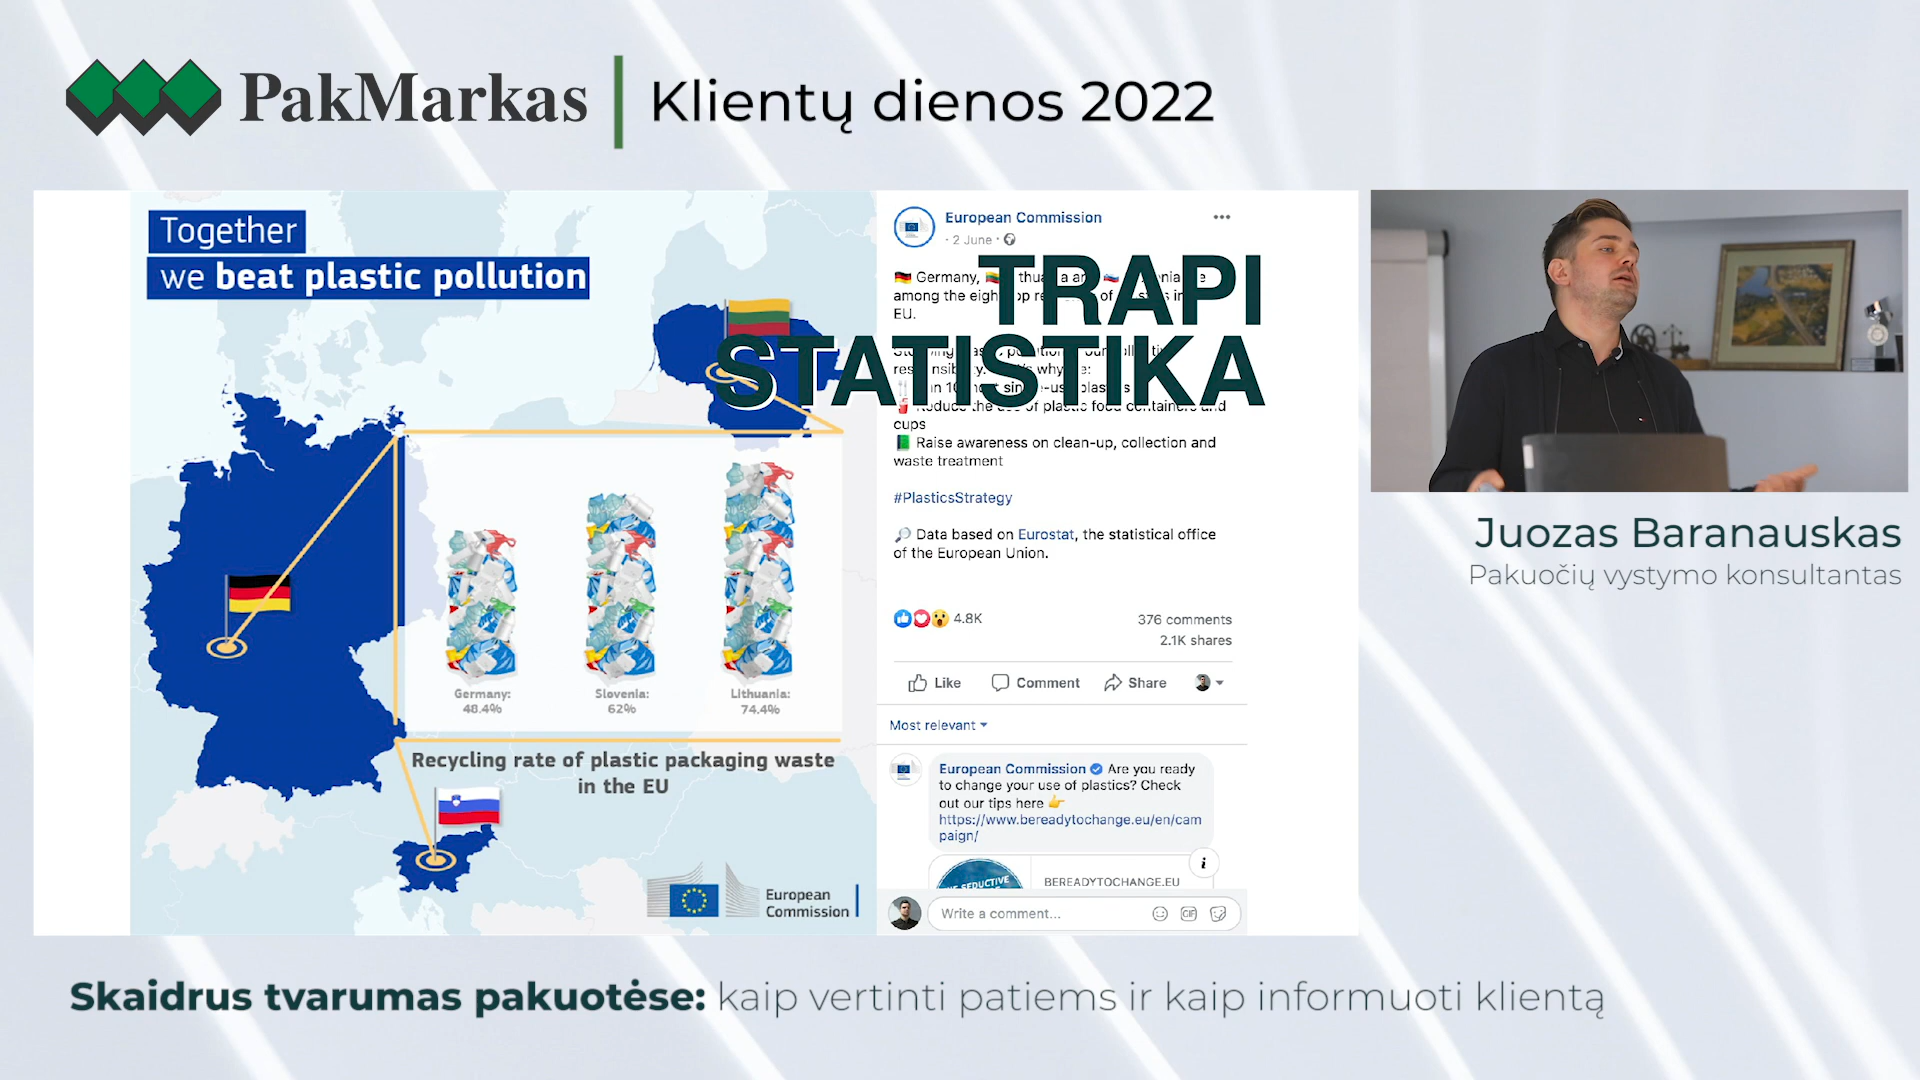 PakMarkas
Klientų dienos 2022
Together
we beat plastic pollution
Germany:
48.4%
Slovenia:
62%
Lithuania:
74.4%
Recycling rate of plastic packaging waste
in the EU
European
Commission
European Commission
· 2 June ·
TRAPI
STATISTIKA
Germany,
among the
EU.
cups
Raise awareness on clean-up, collection and
waste treatment
#PlasticsStrategy
Data based on Eurostat, the statistical office
of the European Union.
4.8K
376 comments
2.1K shares
Like
Comment
Share
Most relevant
European Commission Are you ready
to change your use of plastics? Check
out our tips here
https://www.bereadytochange.eu/en/cam
paign/
SEDUCTIVE
BEREADYTOCHANGE.EU
i
Write a comment...
GIF
Juozas Baranauskas
Pakuočių vystymo konsultantas
Skaidrus tvarumas pakuotėse: kaip vertinti patiems ir kaip informuoti klientą